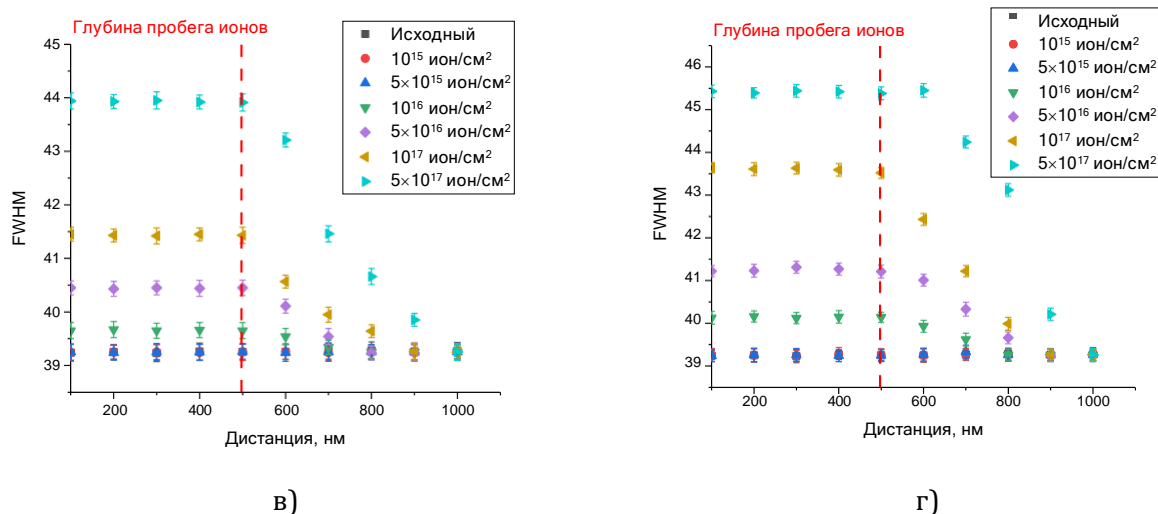 Глубина пробега ионов
Исходный
10¹⁵ ион/см²
5×10¹⁵ ион/см²
10¹⁶ ион/см²
5×10¹⁶ ион/см²
10¹⁷ ион/см²
5×10¹⁷ ион/см²
45
44
43
42
41
40
39
FWHM
200
400
600
800
1000
Дистанция, нм
в)
Глубина пробега ионов
Исходный
10¹⁵ ион/см²
5×10¹⁵ ион/см²
10¹⁶ ион/см²
5×10¹⁶ ион/см²
10¹⁷ ион/см²
5×10¹⁷ ион/см²
46
45
44
43
42
41
40
39
FWHM
200
400
600
800
1000
Дистанция, нм
г)